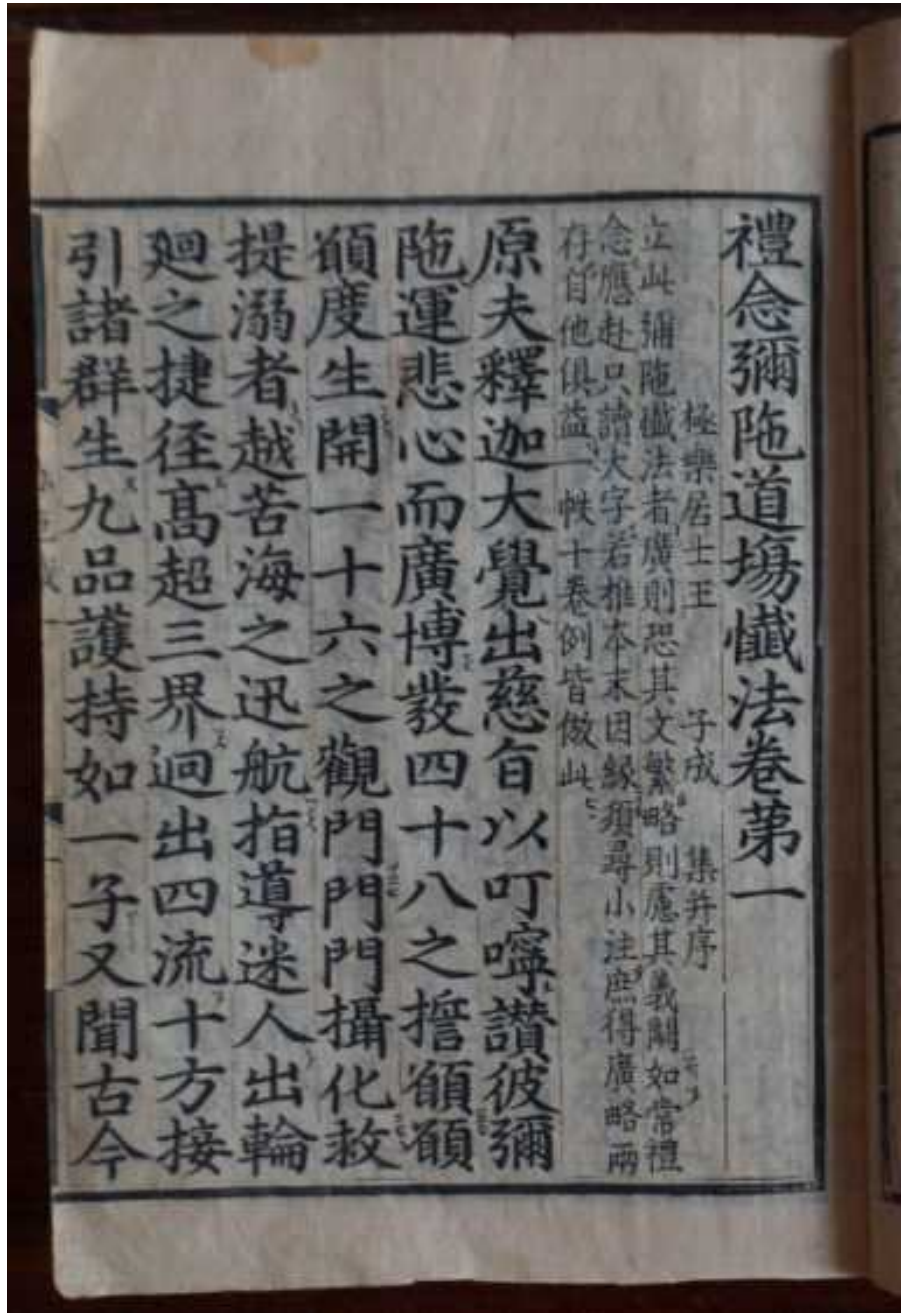 禮念彌陁道塲懺法卷第一
極樂居士王 子成 集并序
立此彌陁懺法者廣則恐其文繁略則慮其義闕如常禮
念應赴只讀大字若推本末因緣須尋小注庶得廣略兩
存自他俱益一帙十卷例皆倣此
原夫釋迦大覺出慈旨以叮嚀讚彼彌
陁運悲心而廣博發四十八之誓願願
願度生開一十六之觀門門門攝化救
提溺者越苦海之迅航指導迷人出輪
廻之捷徑髙超三界迥出四流十方接
引諸群生九品護持如一子又聞古今